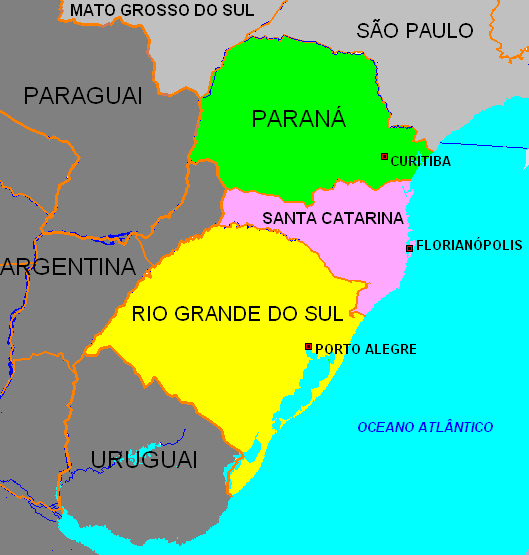 MATO GROSSO DO SUL
SÃO PAULO
PARAGUAI
PARANÁ
CURITIBA
SANTA CATARINA
FLORIANÓPOLIS
ARGENTINA
RIO GRANDE DO SUL
PORTO ALEGRE
OCEANO ATLÂNTICO
URUGUAI